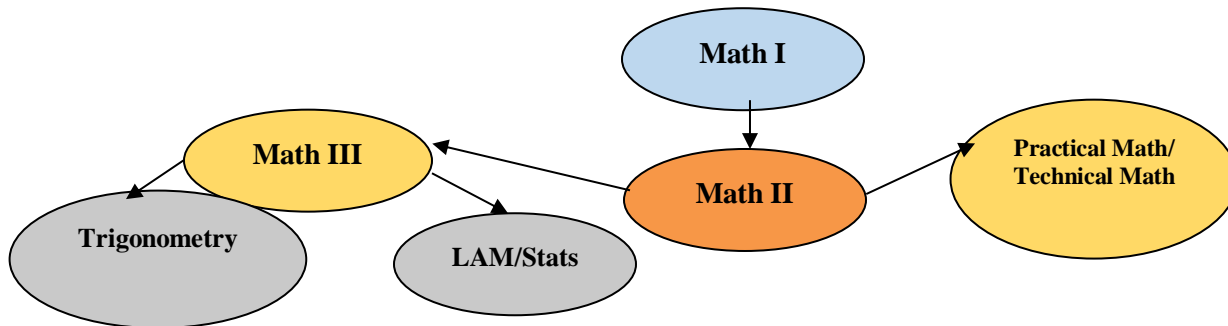 Math I
Math III
Practical Math/
Technical Math
Math II
Trigonometry
LAM/Stats